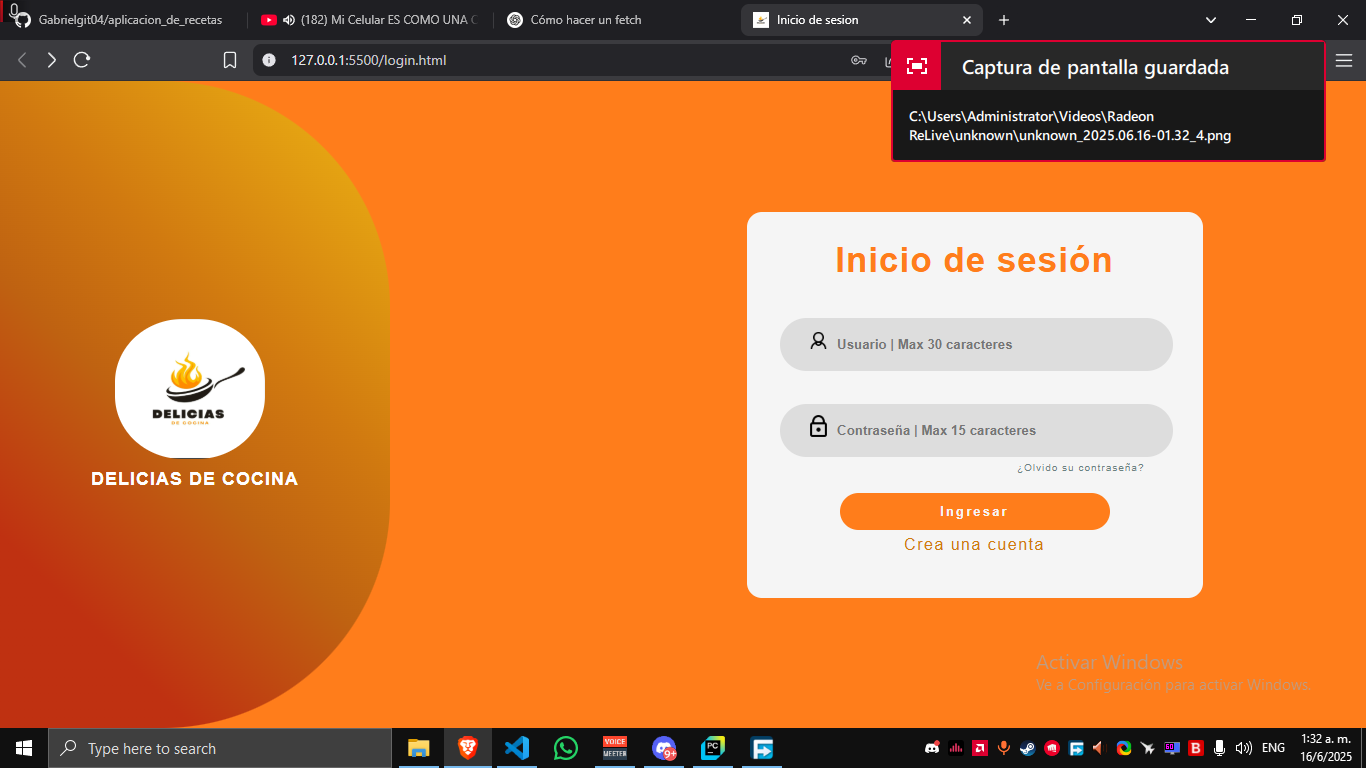 Gabrielgit04/aplicacion_de_recetas
(182) Mi Celular ES COMO UNA C
Cómo hacer un fetch
Inicio de sesion
127.0.0.1:5500/login.html
Captura de pantalla guardada
C:\Users\Administrator\Videos\Radeon
ReLive\unknown\unknown_2025.06.16-01.32_4.png
DELICIAS
DE COCINA
DELICIAS DE COCINA
Inicio de sesión
Usuario | Max 30 caracteres
Contraseña | Max 15 caracteres
¿Olvido su contraseña?
Ingresar
Crea una cuenta
Activar Windows
Ve a Configuración para activar Windows.
Type here to search
VOICE
MEETER
9+
PC
ENG
1:32 a. m.
16/6/2025